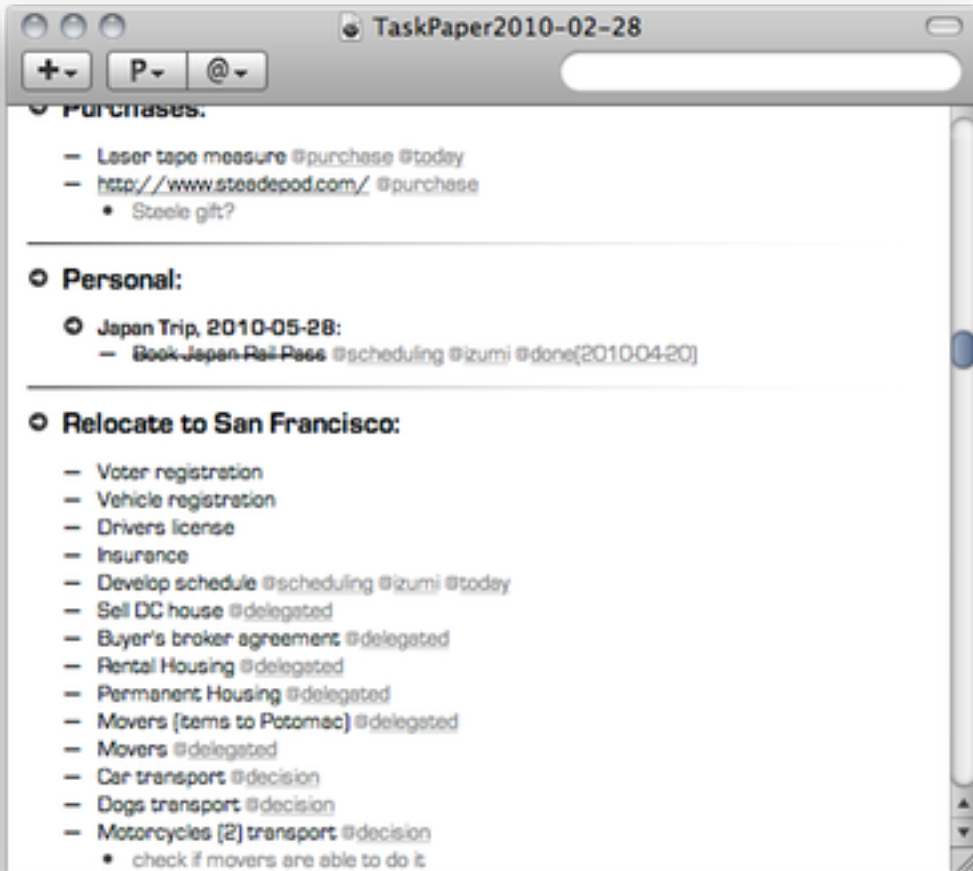 TaskPaper2010-02-28
P
@
Purchases:
– Laser tape measure @purchase @today
– http://www.steadepod.com/ @purchase
• Steele gift?
Personal:
Japan Trip, 2010-05-28:
– Book Japan Rail Pass @scheduling @izumi @done(2010-04-20)
Relocate to San Francisco:
– Voter registration
– Vehicle registration
– Drivers license
– Insurance
– Develop schedule @scheduling @izumi @today
– Sell DC house @delegated
– Buyer's broker agreement @delegated
– Rental Housing @delegated
– Permanent Housing @delegated
– Movers (items to Potomac) @delegated
– Movers @delegated
– Car transport @decision
– Dogs transport @decision
– Motorcycles (2) transport @decision
• check if movers are able to do it